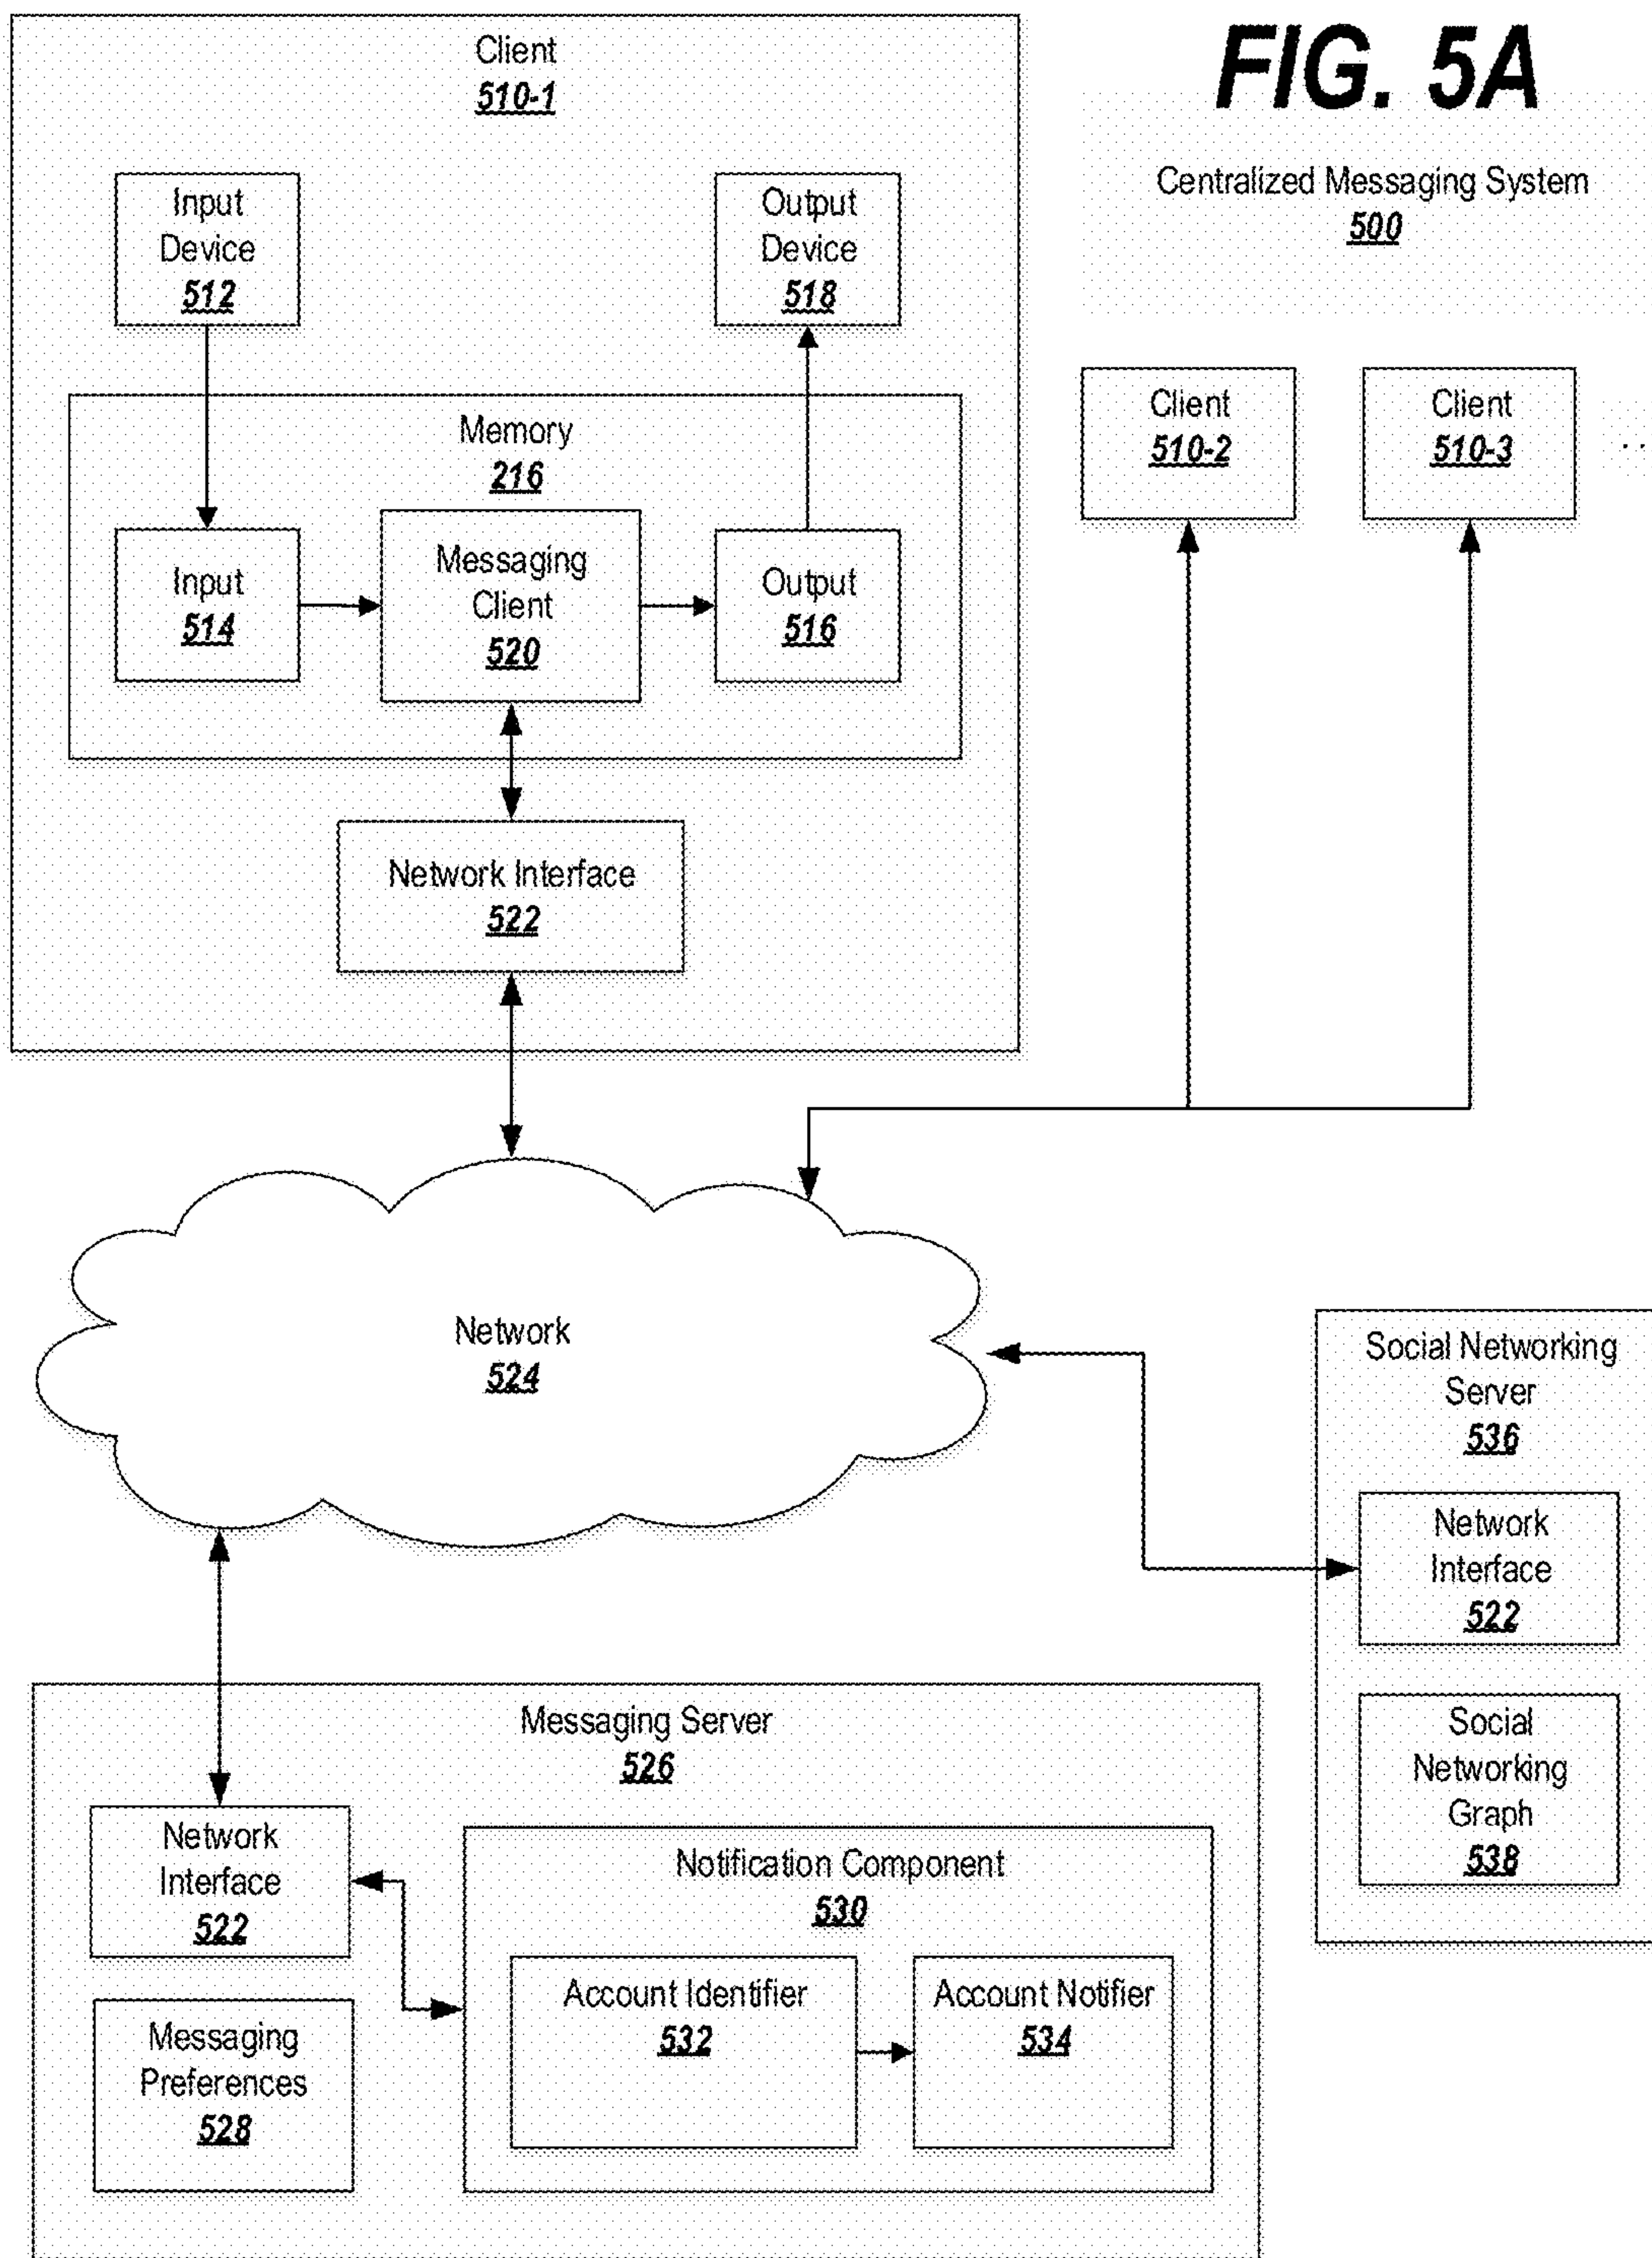 FIG. 5A
Centralized Messaging System
500
Client
510-1
Input
Device
512
Output
Device
518
Memory
216
Input
514
Messaging
Client
520
Output
516
Network Interface
522
Client
510-2
Client
510-3
..
Network
524
Social Networking
Server
536
Network
Interface
522
Social
Networking
Graph
538
Messaging Server
526
Network
Interface
522
Messaging
Preferences
528
Notification Component
530
Account Identifier
532
Account Notifier
534